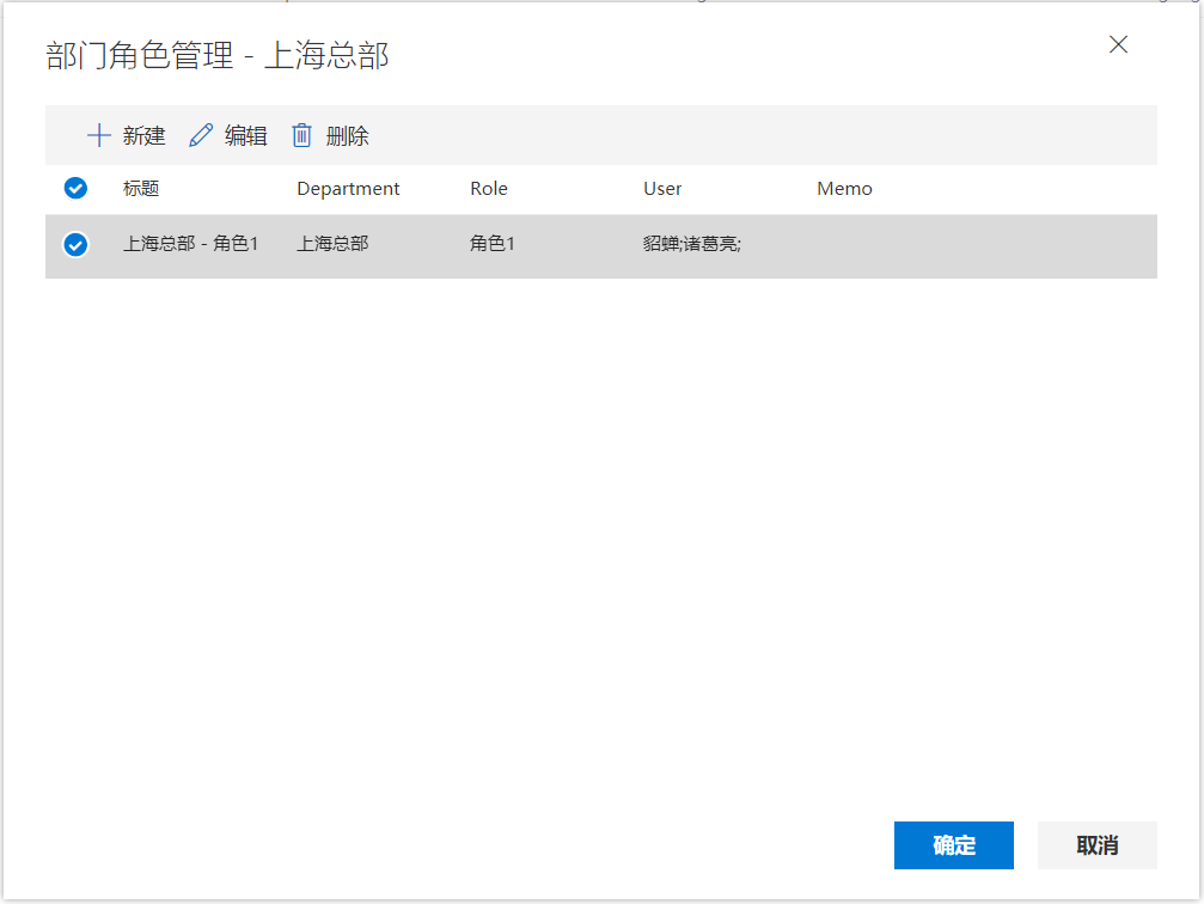 部门角色管理 - 上海总部
新建 编辑 删除
标题 Department Role User Memo
上海总部 - 角色1 上海总部 角色1 貂蝉;诸葛亮;
确定 取消